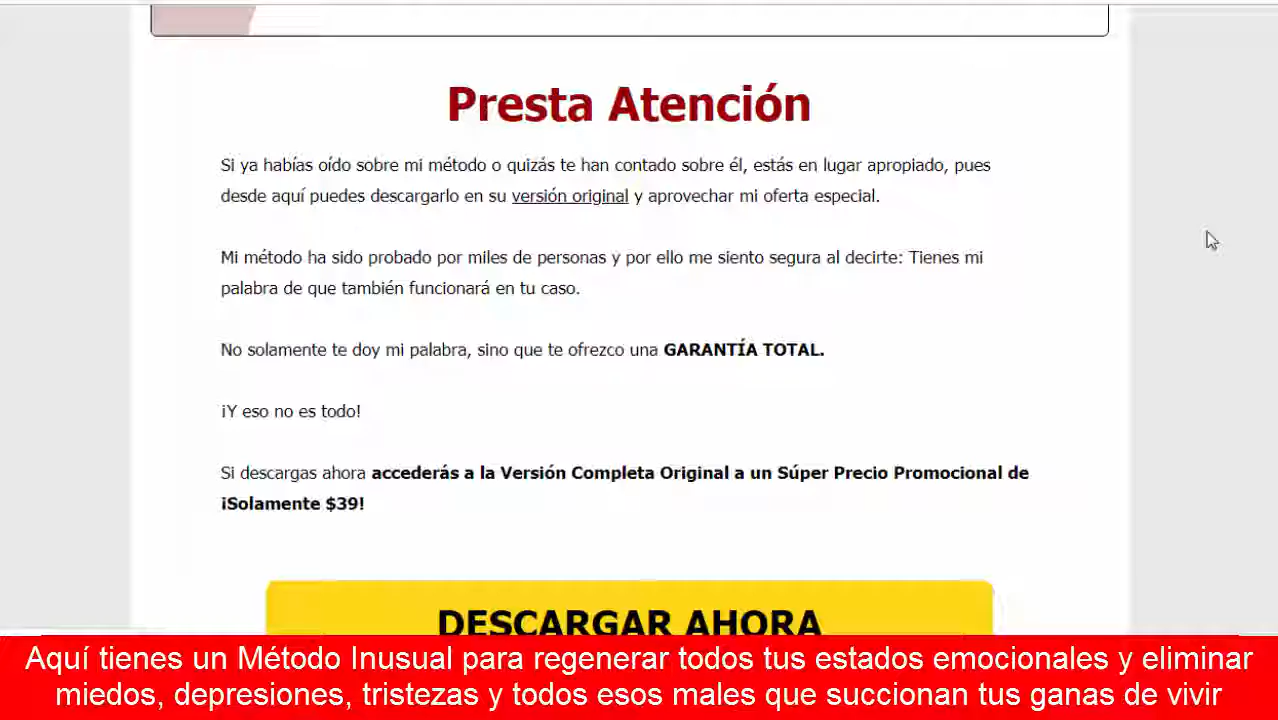 Presta Atención
Si ya habías oído sobre mi método o quizás te han contado sobre él, estás en lugar apropiado, pues
desde aquí puedes descargarlo en su versión original y aprovechar mi oferta especial.
Mi método ha sido probado por miles de personas y por ello me siento segura al decirte: Tienes mi
palabra de que también funcionará en tu caso.
No solamente te doy mi palabra, sino que te ofrezco una GARANTÍA TOTAL.
¡Y eso no es todo!
Si descargas ahora accederás a la Versión Completa Original a un Súper Precio Promocional de
¡Solamente $39!
DESCARGAR AHORA
Aquí tienes un Método Inusual para regenerar todos tus estados emocionales y eliminar
miedos, depresiones, tristezas y todos esos males que succionan tus ganas de vivir